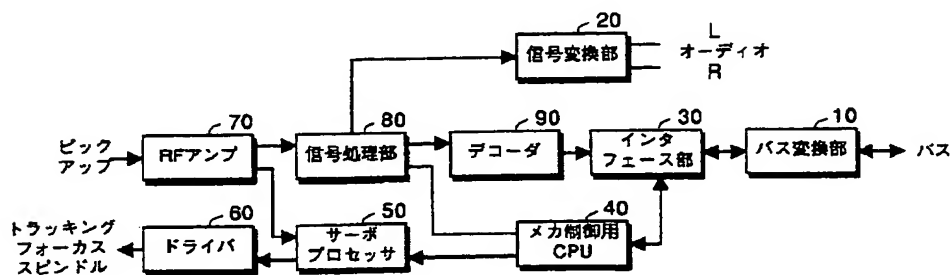 20
信号変換部
L
オーディオ
R
70
80
90
30
10
ピック
アップ
RFアンプ
信号処理部
デコーダ
インタ
フェース部
バス変換部
バス
60
50
40
トラッキング
フォーカス
スピンドル
ドライバ
サーボ
プロセッサ
メカ制御用
CPU